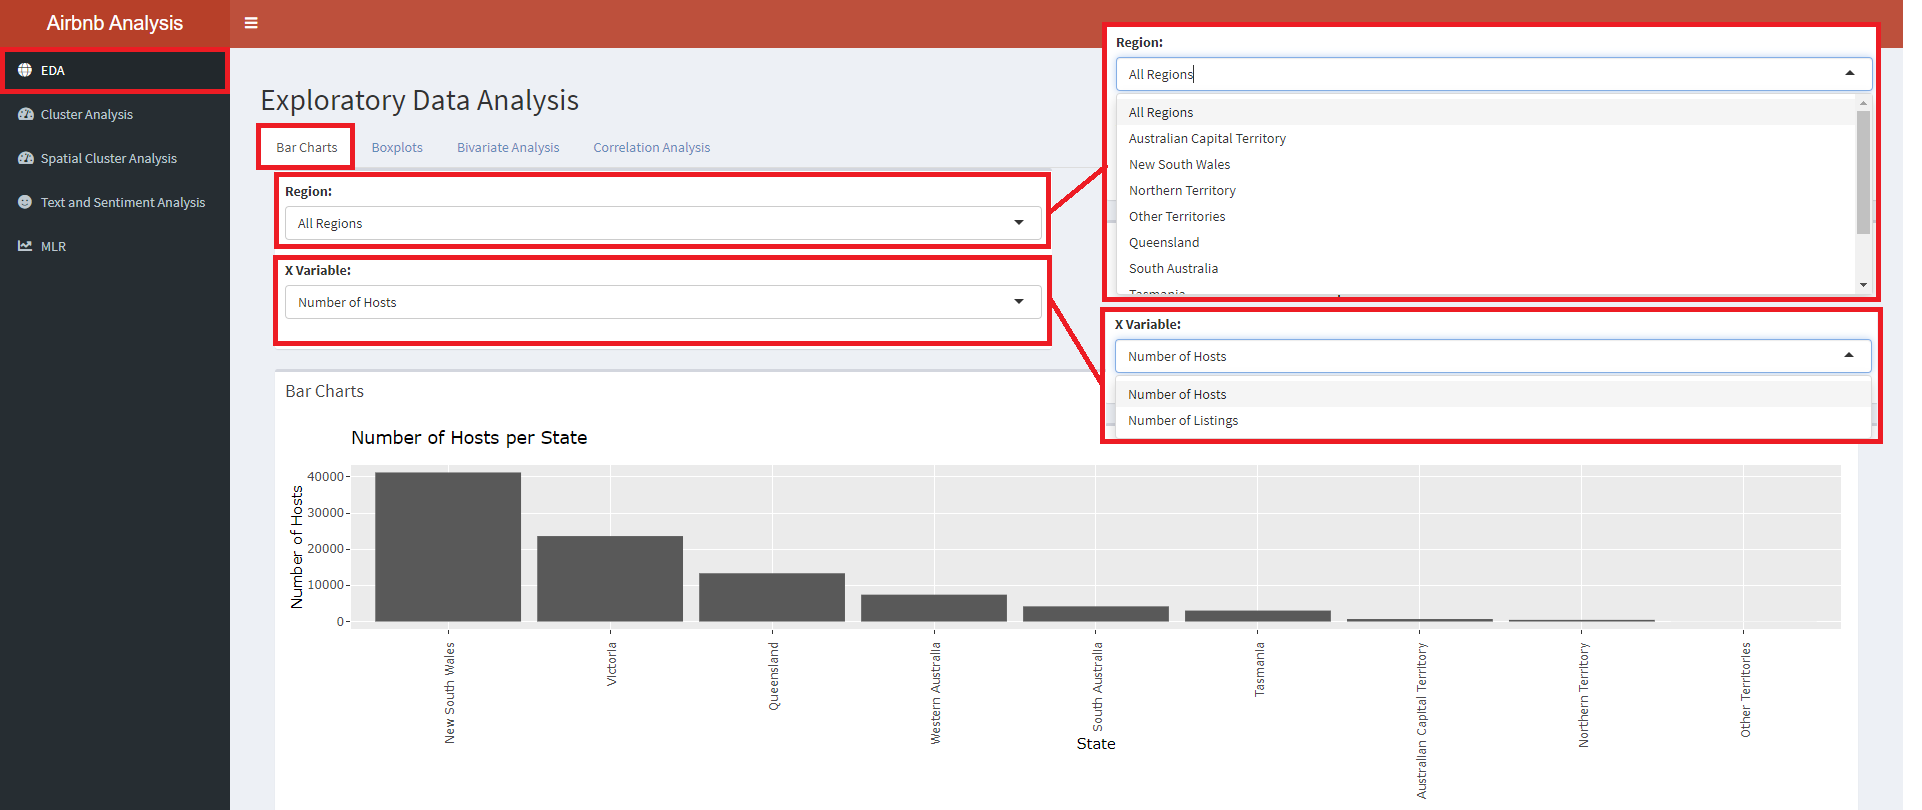 Airbnb Analysis
EDA
Cluster Analysis
Spatial Cluster Analysis
Text and Sentiment Analysis
MLR
Exploratory Data Analysis
Bar Charts
Boxplots
Bivariate Analysis
Correlation Analysis
Region:
All Regions
X Variable:
Number of Hosts
Region:
All Regions
All Regions
Australian Capital Territory
New South Wales
Northern Territory
Other Territories
Queensland
South Australia
Tasmania
X Variable:
Number of Hosts
Number of Hosts
Number of Listings
Bar Charts
Number of Hosts per State
Number of Hosts
40000
30000
20000
10000
0
New South Wales
Victoria
Queensland
Western Australia
South Australia
Tasmania
Australian Capital Territory
Northern Territory
Other Territories
State